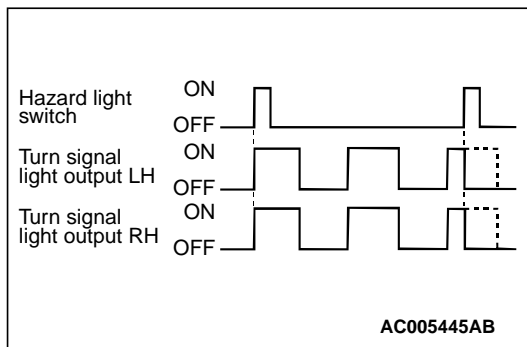 ON
Hazard light
switch
OFF
Turn signal
light output LH
ON
OFF
Turn signal
light output RH
ON
OFF
AC005445AB